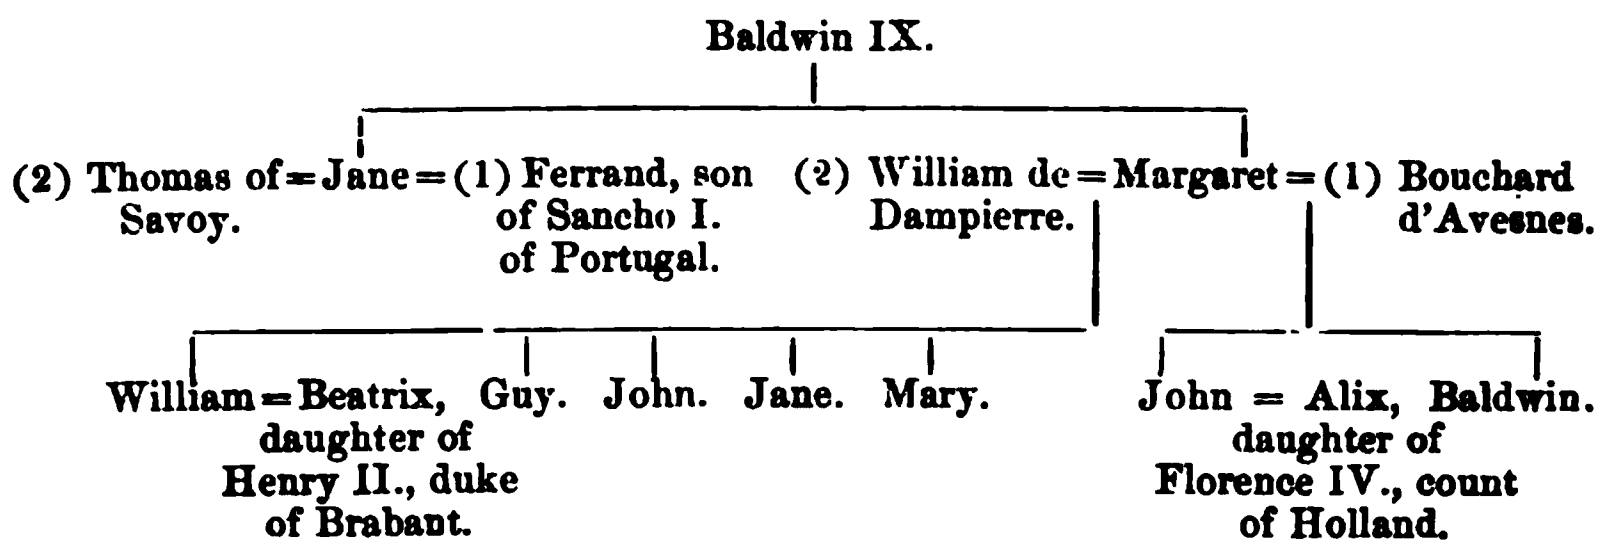 Baldwin IX.
(2) Thomas of = Jane = (1) Ferrand, son (2) William de = Margaret = (1) Bouchard
Savoy. of Sancho I. Dampierre. d'Avesnes.
of Portugal.
William = Beatrix, Guy. John. Jane. Mary. John = Alix, Baldwin.
daughter of daughter of
Henry II., duke Florence IV., count
of Brabant. of Holland.